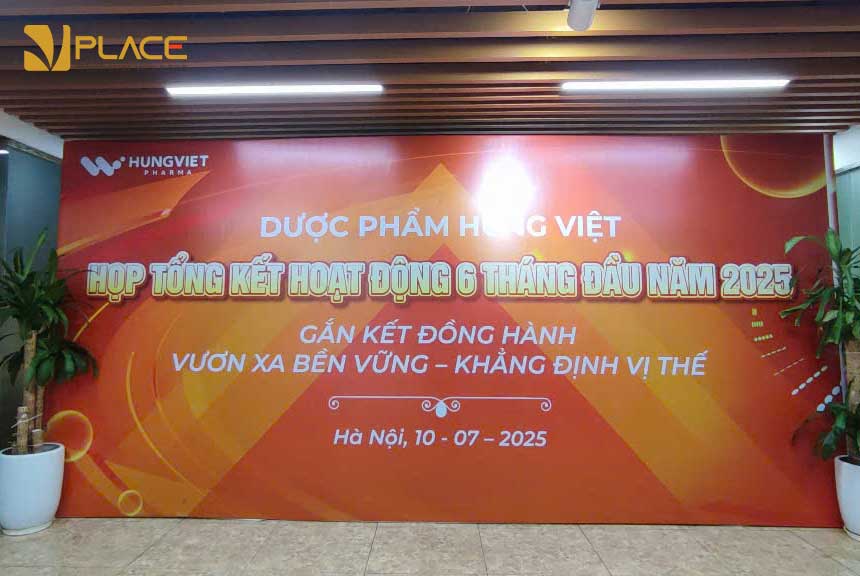 VPLACE
HUNGVIET
PHARMA
DƯỢC PHẨM HƯNG VIỆT
HỌP TỔNG KẾT HOẠT ĐỘNG 6 THÁNG ĐẦU NĂM 2025
GẮN KẾT ĐỒNG HÀNH
VƯƠN XA BỀN VỮNG – KHẲNG ĐỊNH VỊ THẾ
Hà Nội, 10 - 07 – 2025